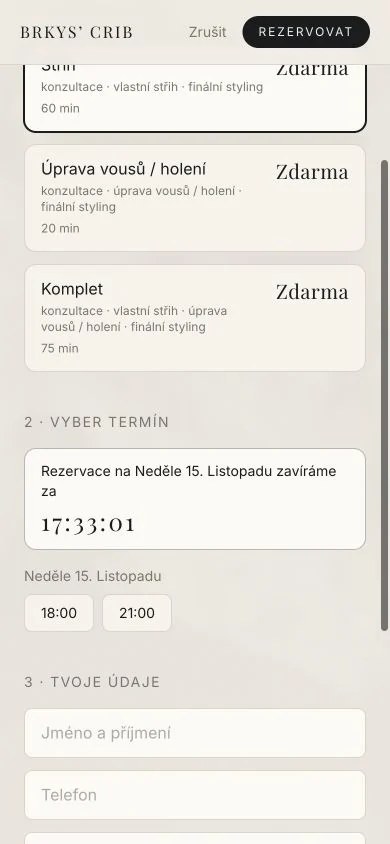 BRKYS’ CRIB
Zrušit
REZERVOVAT
Střih
Zdarma
konzultace · vlastní střih · finální styling
60 min
Úprava vousů / holení
Zdarma
konzultace · úprava vousů / holení ·
finální styling
20 min
Komplet
Zdarma
konzultace · vlastní střih · úprava
vousů / holení · finální styling
75 min
2 · VYBER TERMÍN
Rezervace na Neděle 15. Listopadu zavíráme
za
17:33:01
Neděle 15. Listopadu
18:00
21:00
3 · TVOJE ÚDAJE
Jméno a příjmení
Telefon